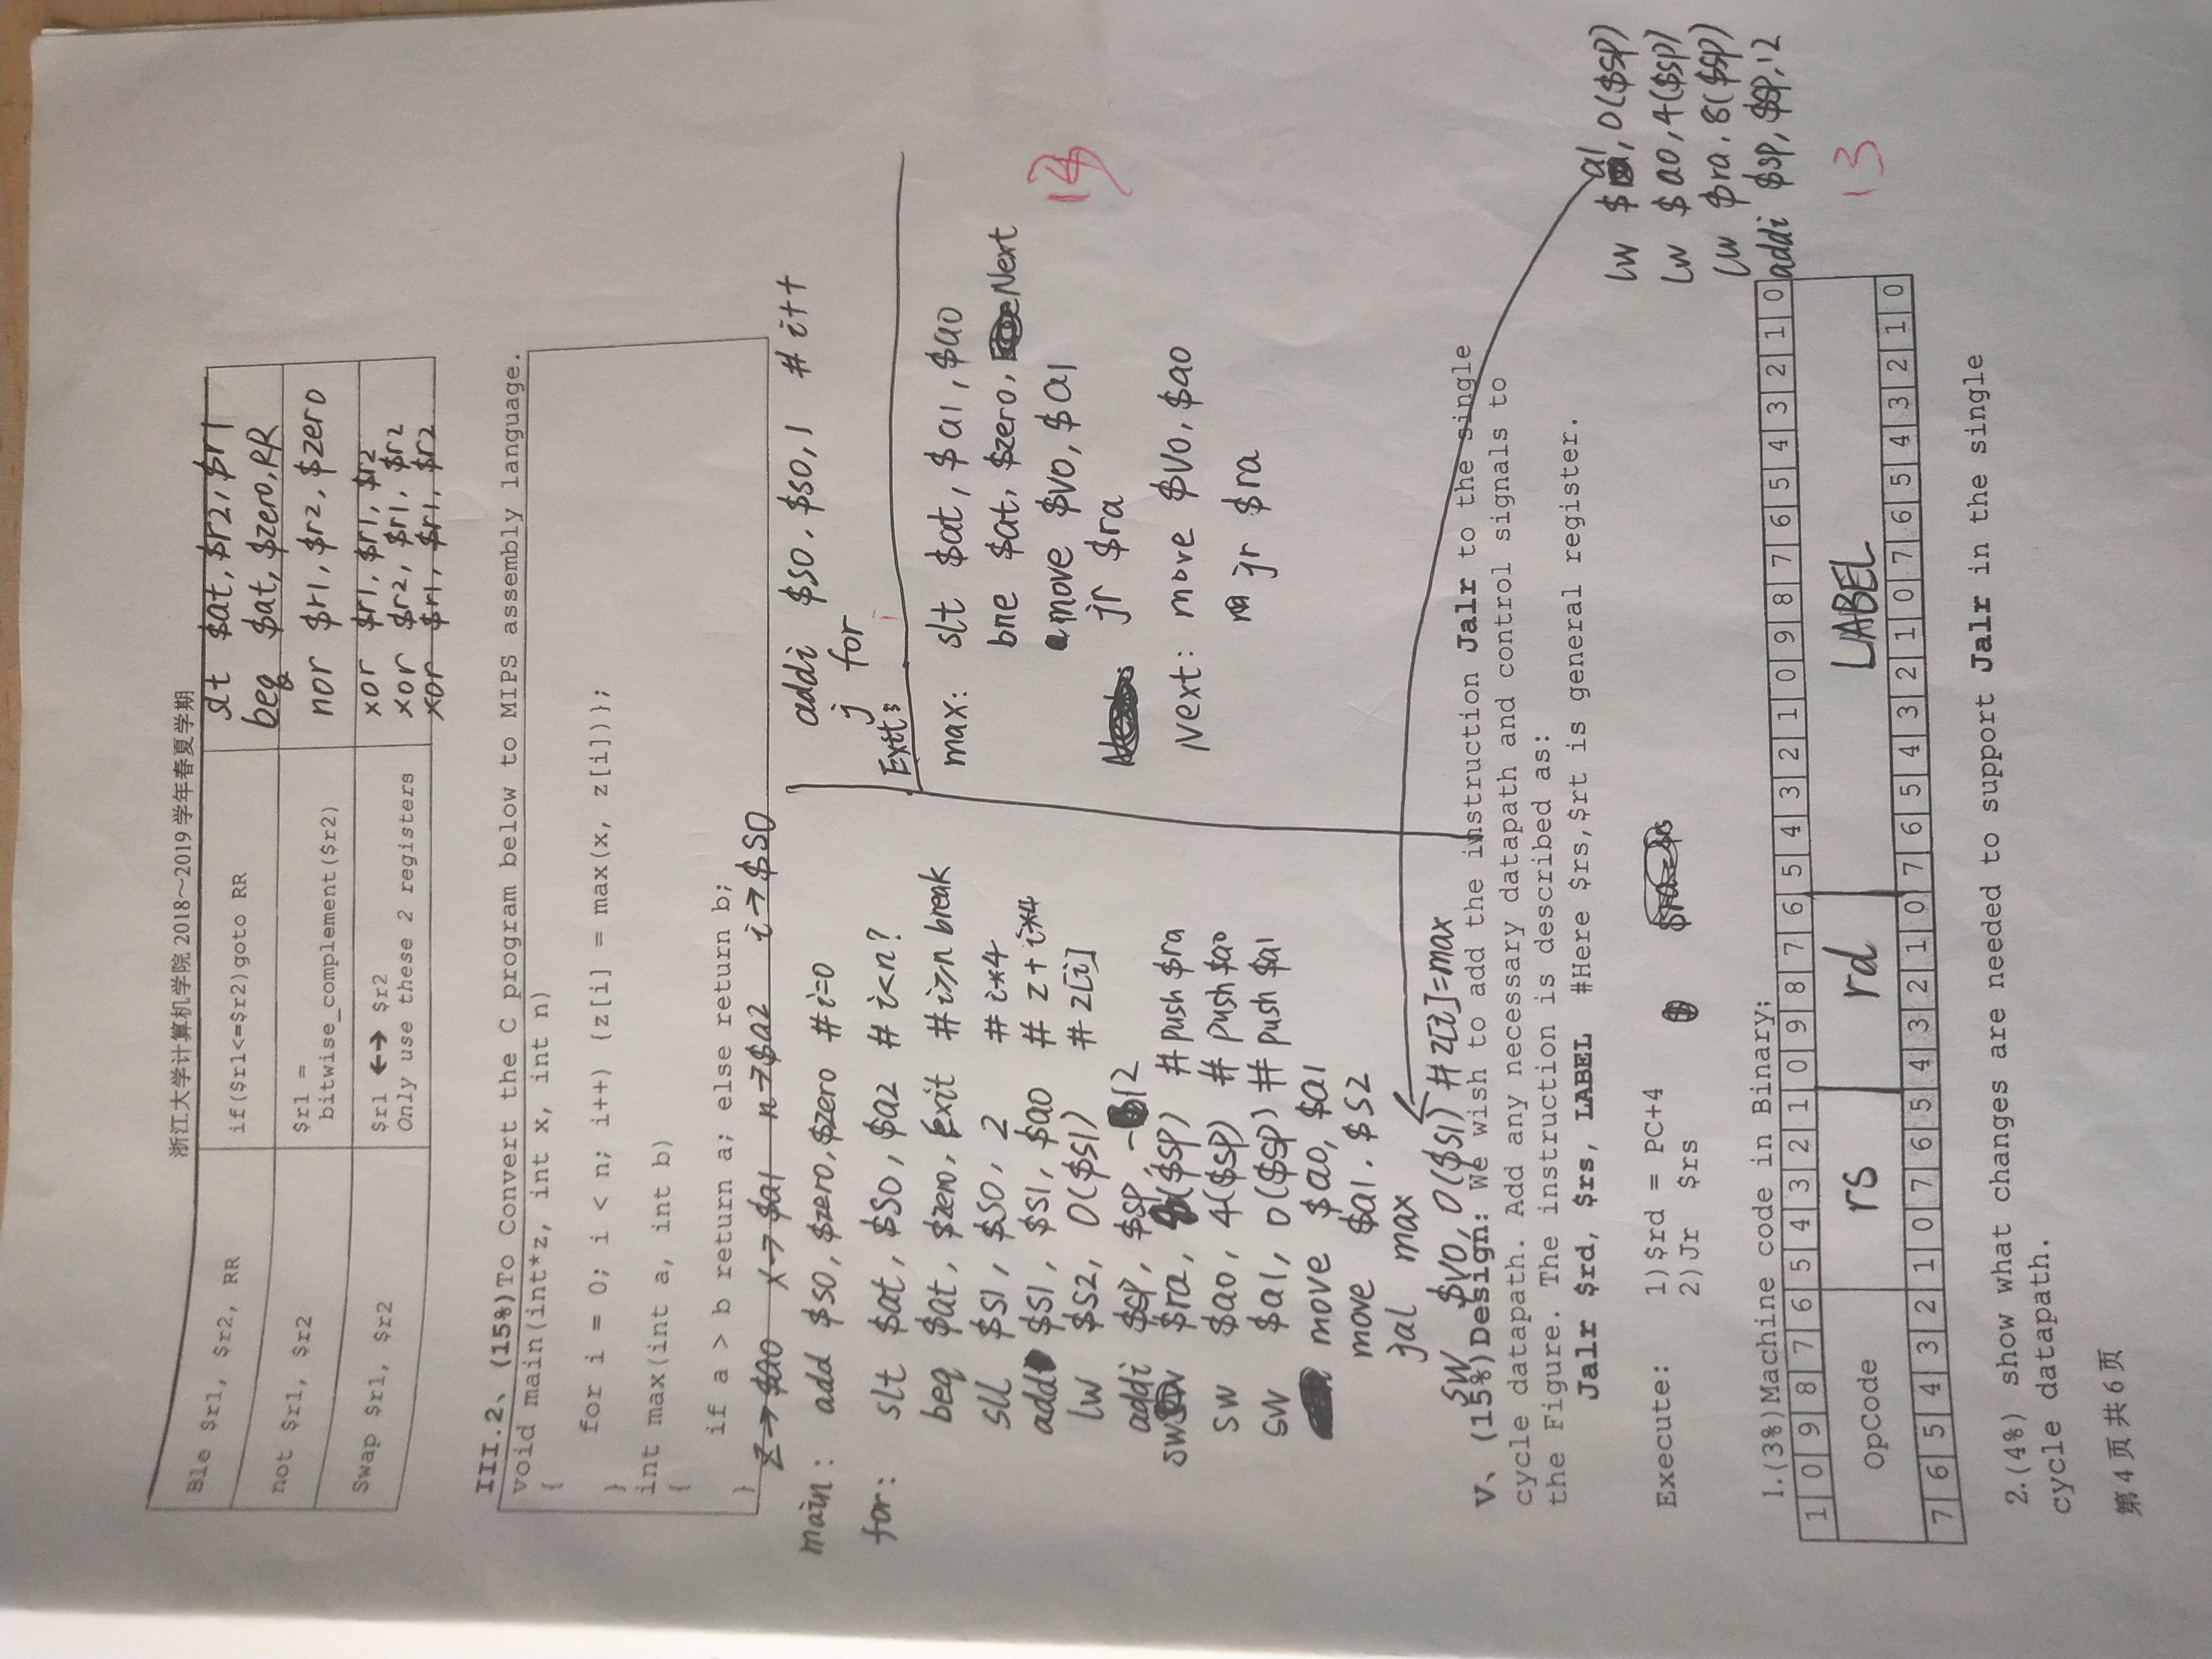 浙江大学计算机学院 2018～2019 学年春夏学期
Ble $r1, $r2, RR
if($r1<=$r2)goto RR
slt $at, $r2, $r1
beq $at, $zero, RR
not $r1, $r2
$r1 =
bitwise_complement($r2)
nor $r1, $r2, $zero
Swap $r1, $r2
$r1 ←→ $r2
Only use these 2 registers
xor $r1, $r1, $r2
xor $r2, $r1, $r2
xor $r1, $r1, $r2
III.2、(15%)To Convert the C program below to MIPS assembly language.
void main(int*z, int x, int n)
{
for i = 0; i < n; i++) {z[i] = max(x, z[i])};
}
int max(int a, int b)
{
if a > b return a; else return b;
}
z→$a0 x→$a1 n→$a2 i→$s0
main: add $s0, $zero, $zero #i=0
for: slt $at, $s0, $a2 #i<n?
beq $at, $zero, Exit #i≥n break
sll $s1, $s0, 2 #i*4
add $s1, $s1, $a0 # z+i*4
lw $s2, 0($s1) #z[i]
addi $sp, $sp, -12
sw $ra, 8($sp) #push $ra
sw $a0, 4($sp) # push $a0
sw $a1, 0($sp) # push $a1
move $a0, $a1
move $a1. $s2
jal max
sw $v0, 0($s1) #z[i]=max
addi $s0. $s0, 1 #i++
j for
Exit:
max: slt $at, $a1, $a0
bne $at, $zero, Next
move $v0, $a1
jr $ra
Next: move $v0, $a0
jr $ra
13
V、(15%)Design: We wish to add the instruction Jalr to the single
cycle datapath. Add any necessary datapath and control signals to
the Figure. The instruction is described as:
Jalr $rd, $rs, LABEL #Here $rs,$rt is general register.
Execute: 1)$rd = PC+4
2)Jr $rs
lw $a1, 0($sp)
lw $a0, 4($sp)
lw $ra, 8($sp)
addi $sp, $sp, 12
1.(3%)Machine code in Binary:
1 0 9 8 7 6 5 4 3 2 1 0 9 8 7 6 5 4 3 2 1 0 9 8 7 6 5 4 3 2 1 0
OpCode rs rd LABEL
7 6 5 4 3 2 1 0 7 6 5 4 3 2 1 0 7 6 5 4 3 2 1 0 7 6 5 4 3 2 1 0
13
2.(4%) show what changes are needed to support Jalr in the single
cycle datapath.
第 4 页 共 6 页